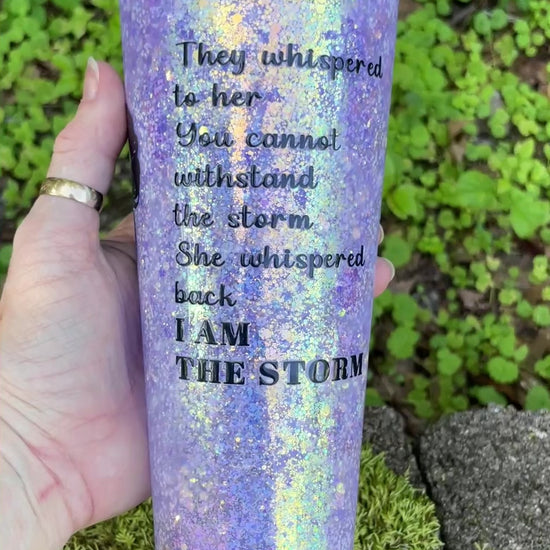 They whispered
to her
You cannot
withstand
the storm
She whispered
back
I AM
THE STORM